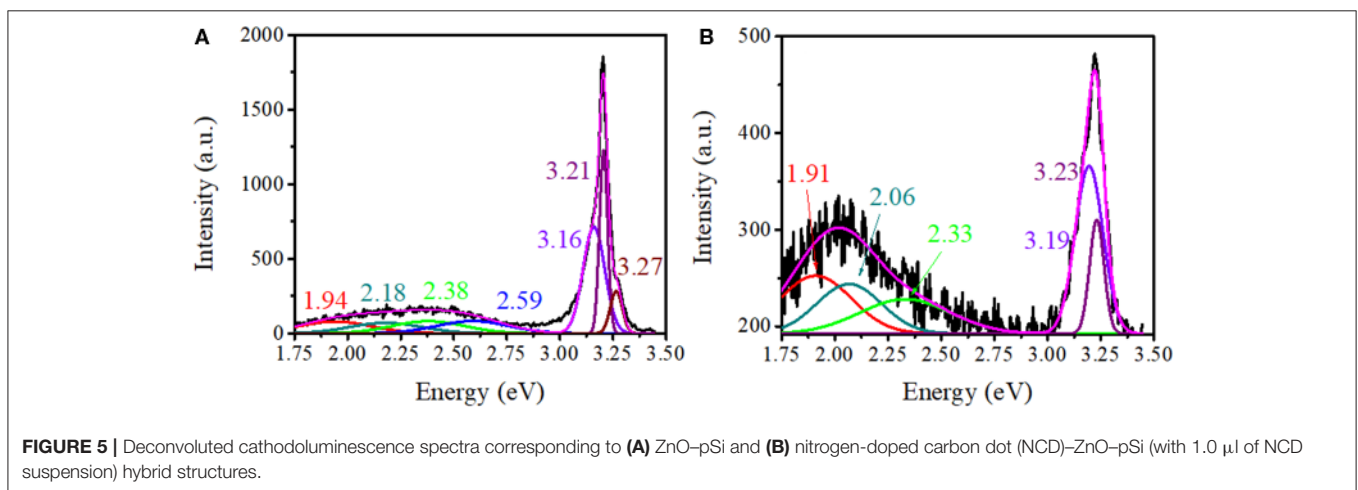 A
2000
1500
1000
500
0
Intensity (a.u.)
1.94
2.18
2.38
2.59
3.16
3.21
3.27
1.75 2.00 2.25 2.50 2.75 3.00 3.25 3.50
Energy (eV)
B
500
400
300
200
Intensity (a.u.)
1.91
2.06
2.33
3.23
3.19
1.75 2.00 2.25 2.50 2.75 3.00 3.25 3.50
Energy (eV)
FIGURE 5 | Deconvoluted cathodoluminescence spectra corresponding to (A) ZnO–pSi and (B) nitrogen-doped carbon dot (NCD)–ZnO–pSi (with 1.0 μl of NCD
suspension) hybrid structures.